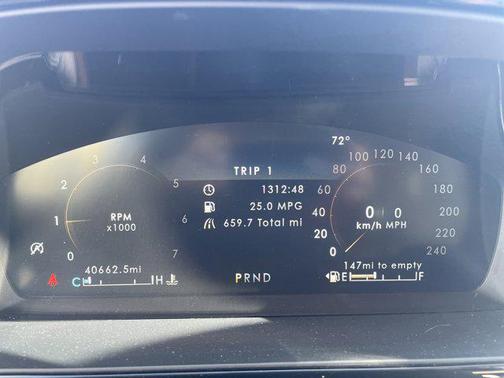 72°
TRIP 1
1312:48
25.0 MPG
659.7 Total mi
0 1 2 3 4 5 6 7
RPM
x1000
0 20 40 60 80 100 120 140 160 180 200 220 240
0 0
km/h MPH
40662.5mi
C H
PRND
147mi to empty
E F